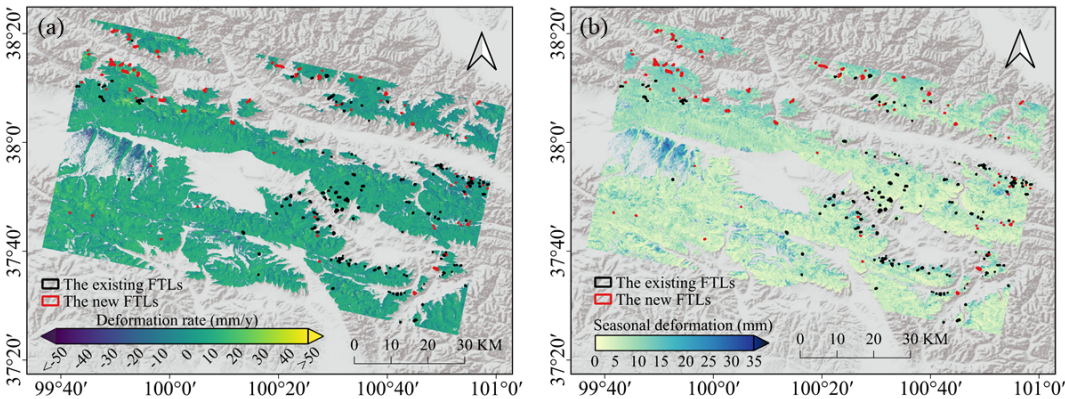 (a)
38°20′
38°0′
37°40′
37°20′
The existing FTLs
The new FTLs
Deformation rate (mm/y)
<-50 -40 -30 -20 -10 0 10 20 30 40 >50
0 10 20 30 KM
99°40′ 100°0′ 100°20′ 100°40′ 101°0′
(b)
38°20′
38°0′
37°40′
37°20′
The existing FTLs
The new FTLs
Seasonal deformation (mm)
0 5 10 15 20 25 30 35
0 10 20 30 KM
99°40′ 100°0′ 100°20′ 100°40′ 101°0′